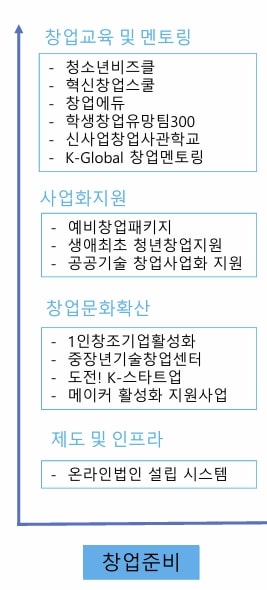 창업교육 및 멘토링
- 청소년비즈쿨
- 혁신창업스쿨
- 창업에듀
- 학생창업유망팀300
- 신사업창업사관학교
- K-Global 창업멘토링
사업화지원
- 예비창업패키지
- 생애최초 청년창업지원
- 공공기술 창업사업화 지원
창업문화확산
- 1인창조기업활성화
- 중장년기술창업센터
- 도전! K-스타트업
- 메이커 활성화 지원사업
제도 및 인프라
- 온라인법인 설립 시스템
창업준비